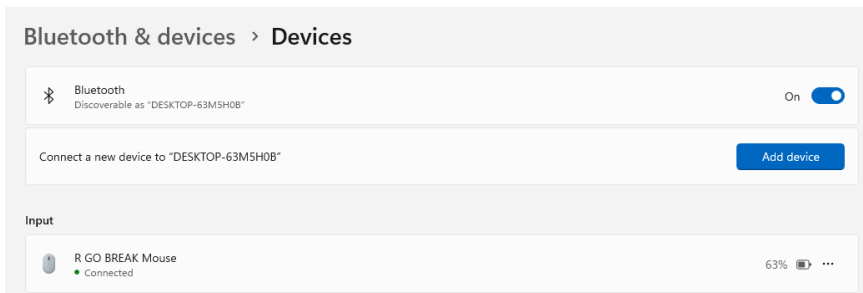 Bluetooth & devices > Devices
Bluetooth
Discoverable as "DESKTOP-63M5H0B"
On
Connect a new device to "DESKTOP-63M5H0B"
Add device
Input
R GO BREAK Mouse
Connected
63%